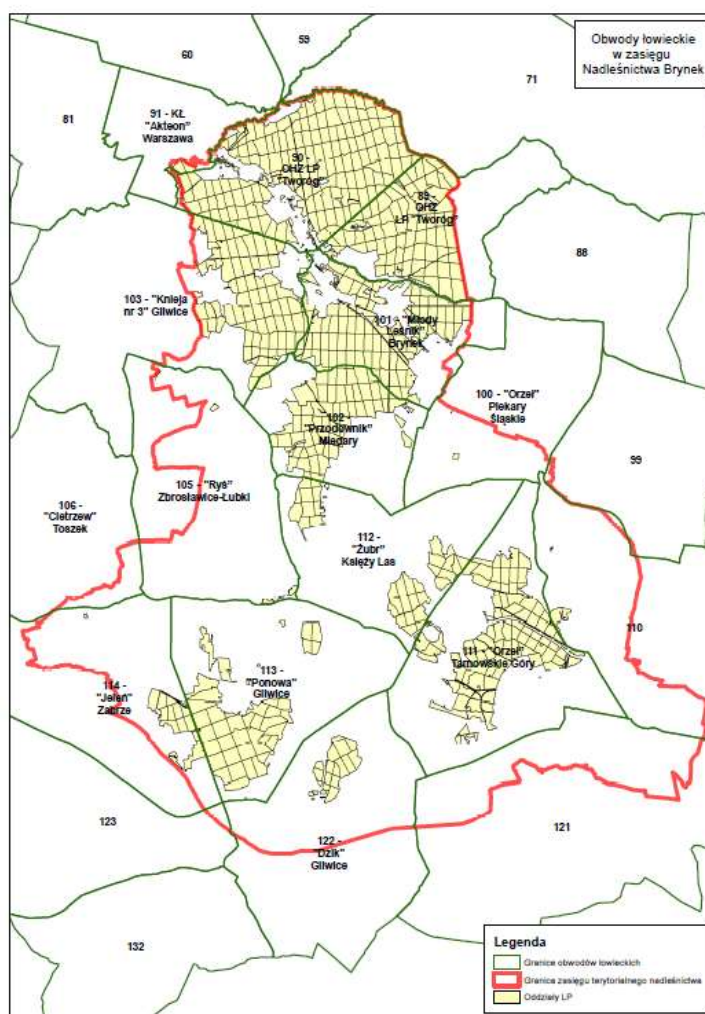 59
60
Obwody łowieckie
w zasięgu
Nadleśnictwa Brynek
71
81
91 - KŁ
"Akteon"
Warszawa
90 -
OHZ LP
"Tworóg"
89 -
OHZ
LP "Tworóg"
88
103 - "Knieja
nr 3" Gliwice
101 - "Młody
Leśnik"
Brynek
100 - "Orzeł"
Piekary
Śląskie
102 -
"Przodownik"
Miedary
99
105 - "Ryś"
Zbrosławice-Łubki
106 -
"Cietrzew"
Toszek
112 -
"Żubr"
Księży Las
110
111 - "Orzeł"
Tarnowskie Góry
113 -
"Ponowa"
Gliwice
114 -
"Jeleń"
Zabrze
123
121
122 -
"Dzik"
Gliwice
132
Legenda
Granice obwodów łowieckich
Granica zasięgu terytorialnego nadleśnictwa
Oddziały LP